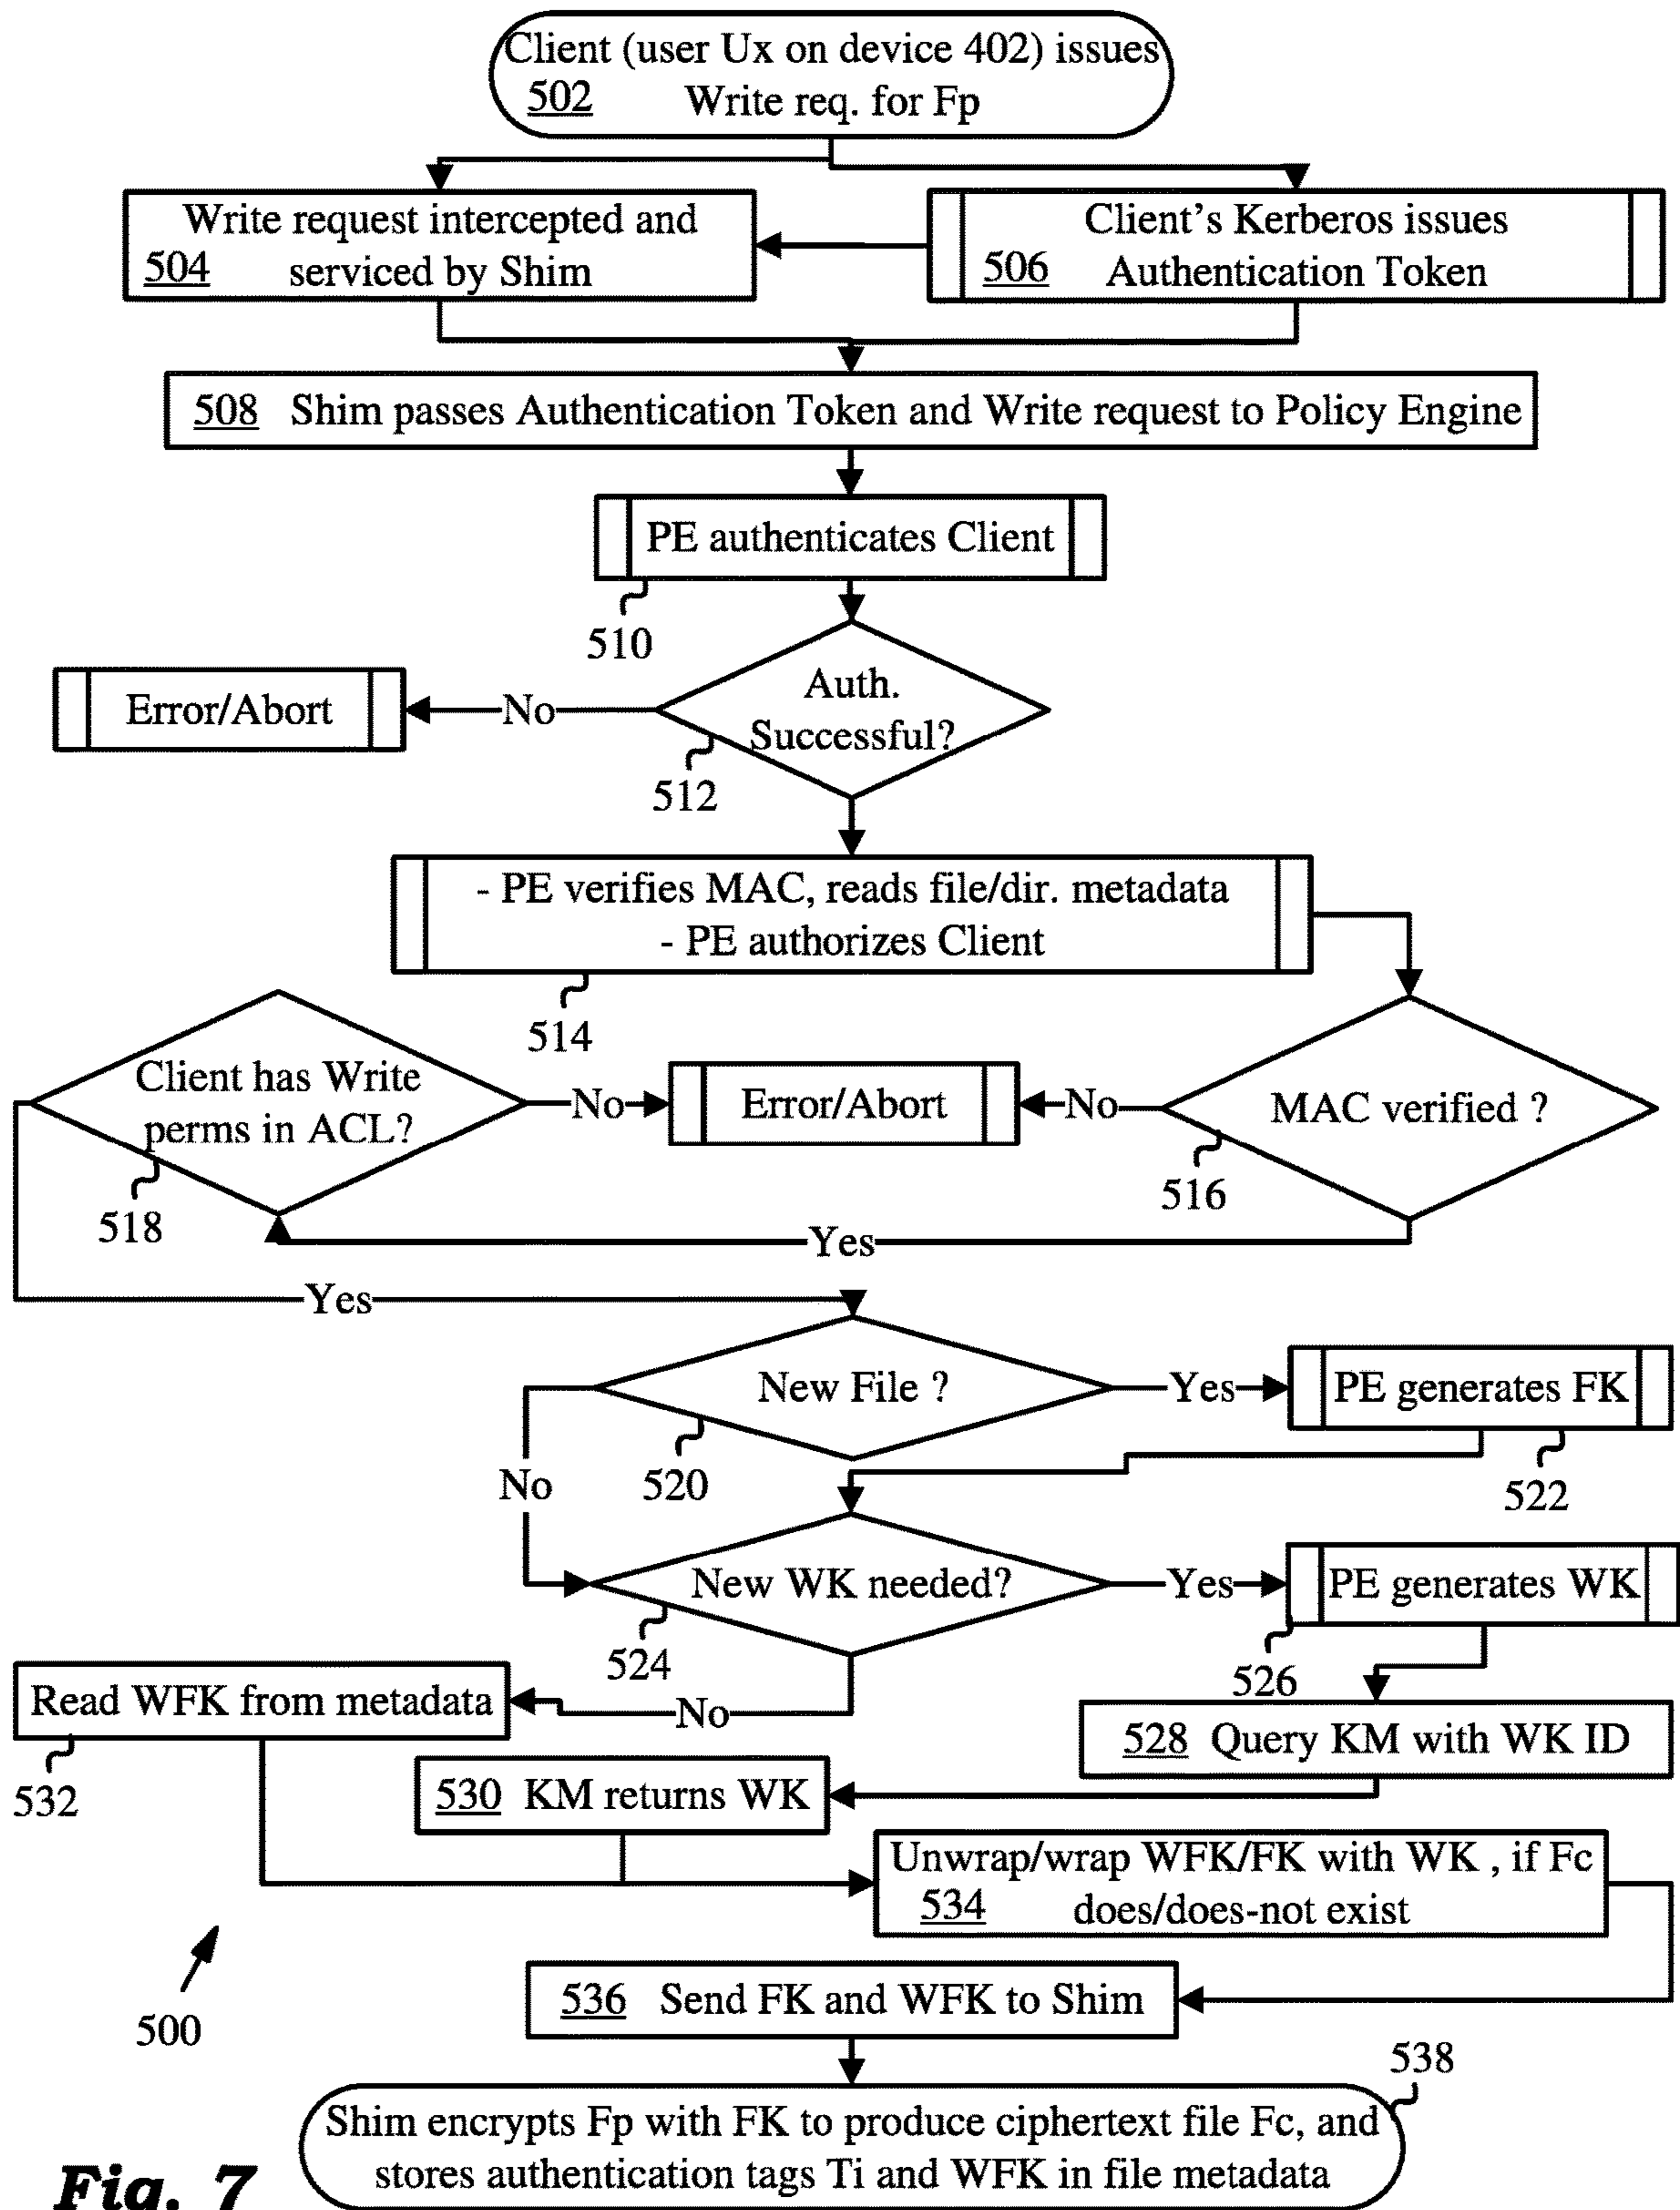 Client (user Ux on device 402) issues
502 Write req. for Fp
Write request intercepted and
504 serviced by Shim
Client's Kerberos issues
506 Authentication Token
508 Shim passes Authentication Token and Write request to Policy Engine
PE authenticates Client
510
Auth.
Successful?
No
Error/Abort
512
- PE verifies MAC, reads file/dir. metadata
- PE authorizes Client
514
Client has Write
perms in ACL?
No
Error/Abort
No
MAC verified ?
516
518
Yes
Yes
New File ?
Yes
PE generates FK
520
522
No
New WK needed?
Yes
PE generates WK
524
526
Read WFK from metadata
No
532
528 Query KM with WK ID
530 KM returns WK
Unwrap/wrap WFK/FK with WK , if Fc
534 does/does-not exist
536 Send FK and WFK to Shim
500
538
Shim encrypts Fp with FK to produce ciphertext file Fc, and
stores authentication tags Ti and WFK in file metadata
Fig. 7